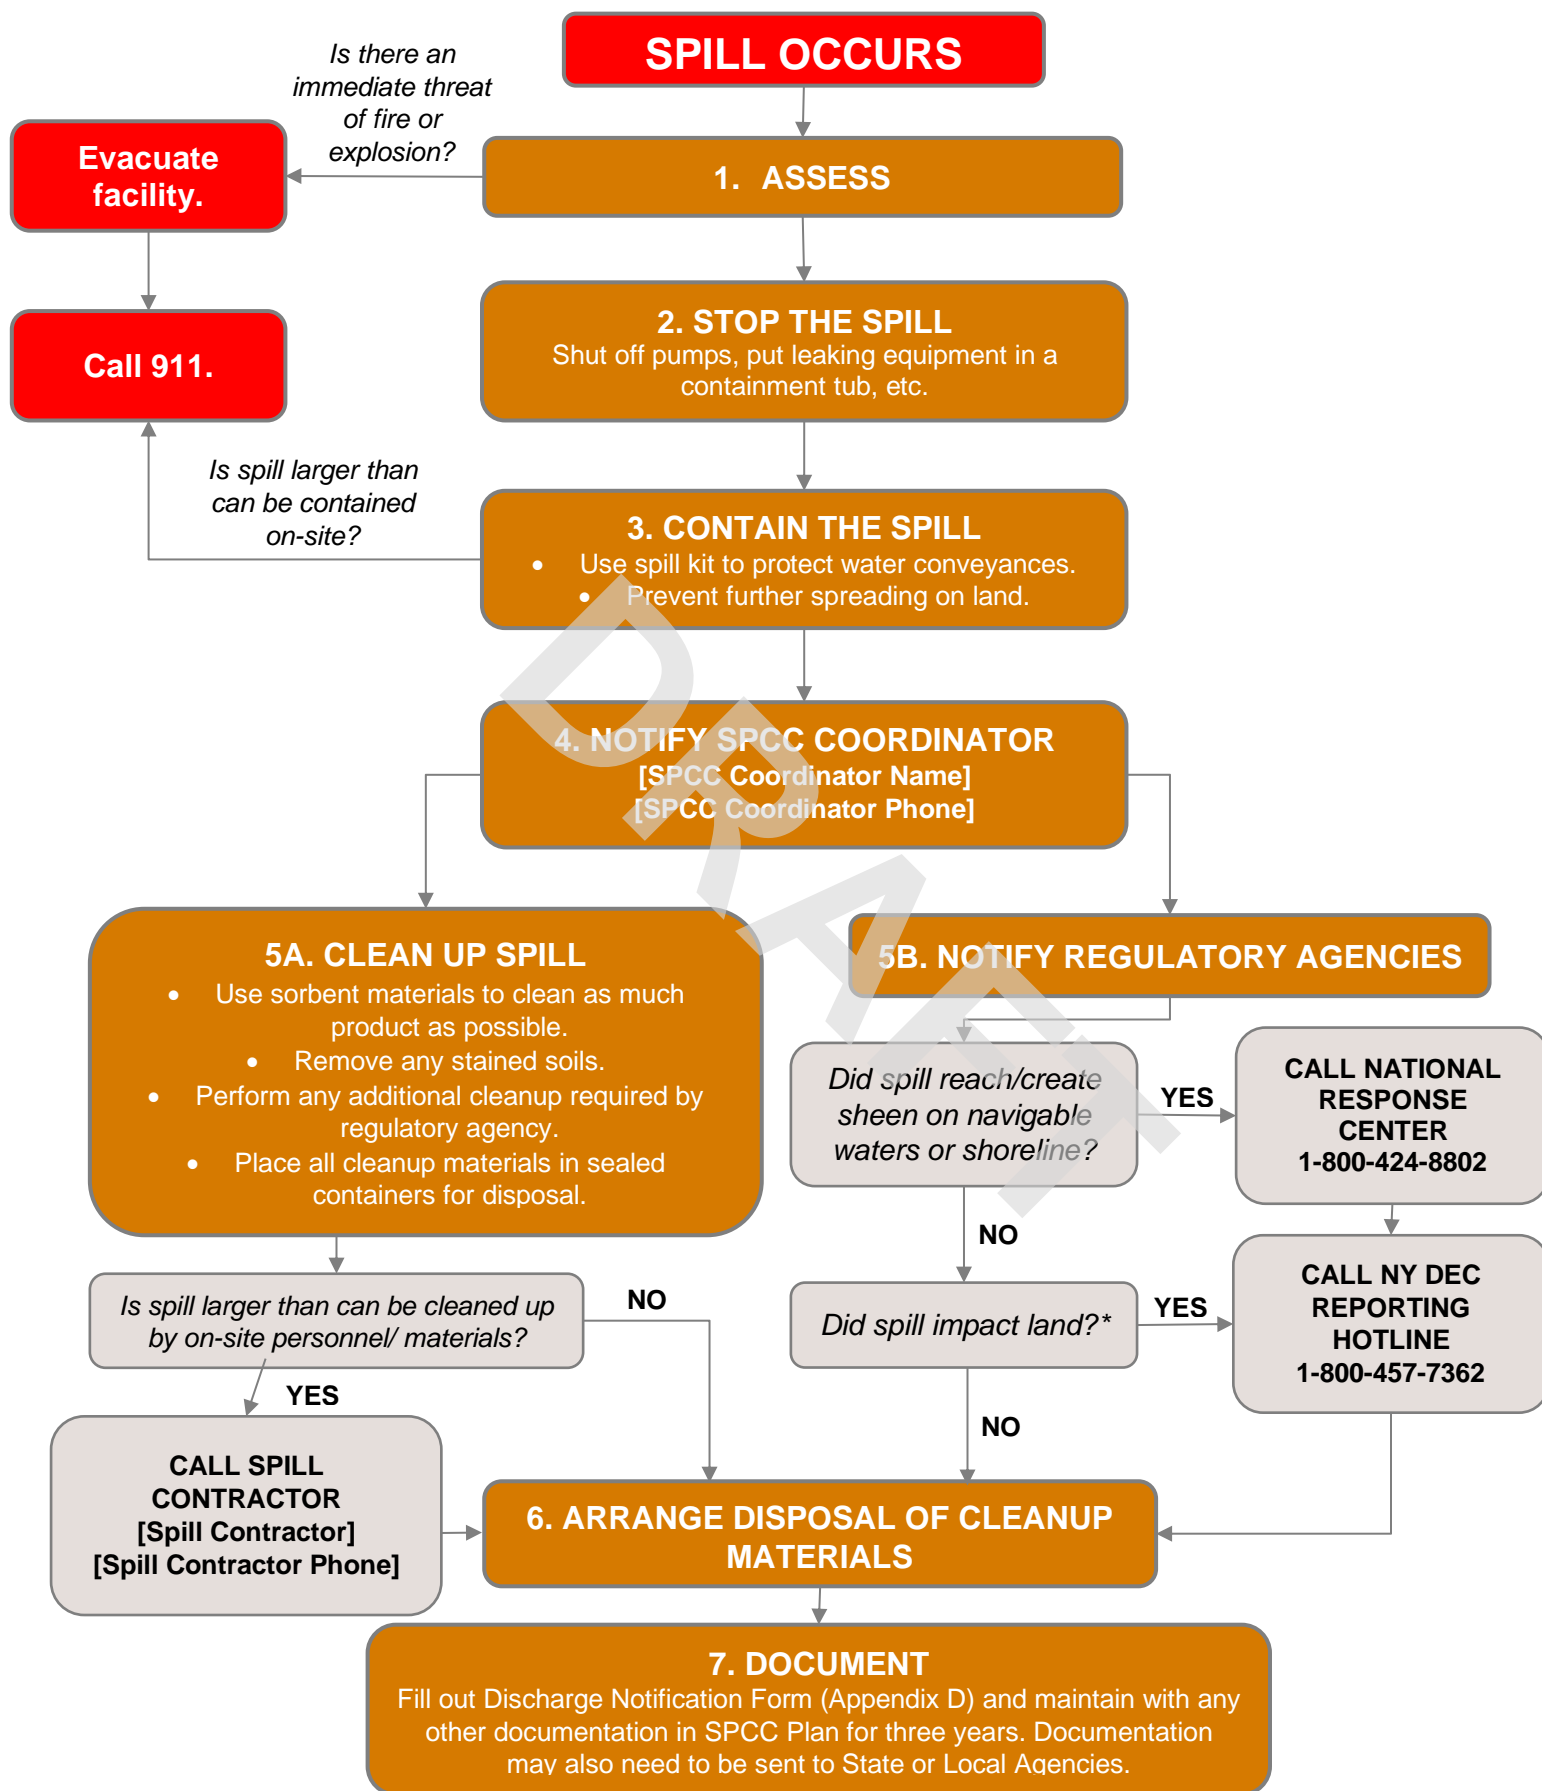 SPILL OCCURS
Is there an
immediate threat
of fire or
explosion?
Evacuate
facility.
1. ASSESS
2. STOP THE SPILL
Shut off pumps, put leaking equipment in a
containment tub, etc.
Call 911.
Is spill larger than
can be contained
on-site?
3. CONTAIN THE SPILL
• Use spill kit to protect water conveyances.
• Prevent further spreading on land.
4. NOTIFY SPCC COORDINATOR
[SPCC Coordinator Name]
[SPCC Coordinator Phone]
5A. CLEAN UP SPILL
• Use sorbent materials to clean as much
product as possible.
• Remove any stained soils.
• Perform any additional cleanup required by
regulatory agency.
• Place all cleanup materials in sealed
containers for disposal.
5B. NOTIFY REGULATORY AGENCIES
Did spill reach/create
sheen on navigable
waters or shoreline?
YES
CALL NATIONAL
RESPONSE
CENTER
1-800-424-8802
NO
Is spill larger than can be cleaned up
by on-site personnel/ materials?
NO
Did spill impact land?*
YES
CALL NY DEC
REPORTING
HOTLINE
1-800-457-7362
YES
NO
CALL SPILL
CONTRACTOR
[Spill Contractor]
[Spill Contractor Phone]
6. ARRANGE DISPOSAL OF CLEANUP
MATERIALS
7. DOCUMENT
Fill out Discharge Notification Form (Appendix D) and maintain with any
other documentation in SPCC Plan for three years. Documentation
may also need to be sent to State or Local Agencies.
DRAFT